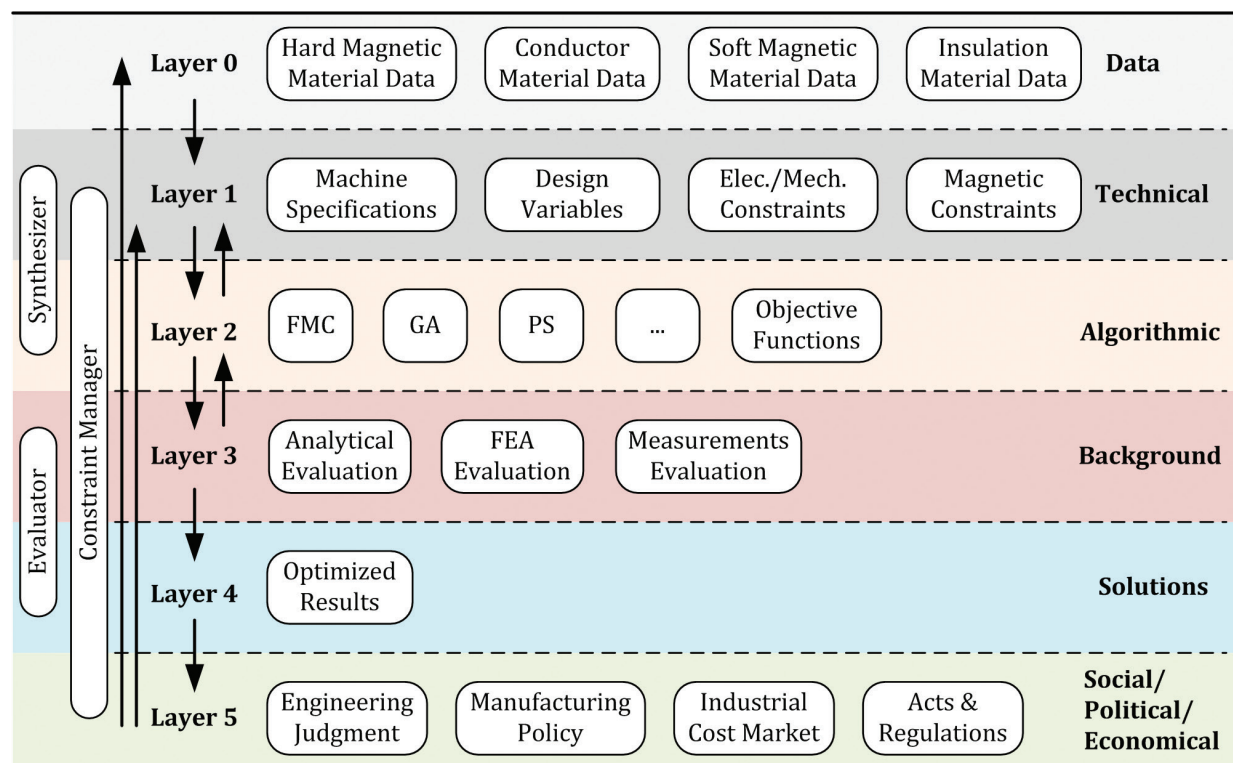 Layer 0
Hard Magnetic
Material Data
Conductor
Material Data
Soft Magnetic
Material Data
Insulation
Material Data
Data
Layer 1
Machine
Specifications
Design
Variables
Elec./Mech.
Constraints
Magnetic
Constraints
Technical
Synthesizer
Layer 2
FMC
GA
PS
...
Objective
Functions
Algorithmic
Constraint Manager
Evaluator
Layer 3
Analytical
Evaluation
FEA
Evaluation
Measurements
Evaluation
Background
Layer 4
Optimized
Results
Solutions
Layer 5
Engineering
Judgment
Manufacturing
Policy
Industrial
Cost Market
Acts &
Regulations
Social/
Political/
Economical